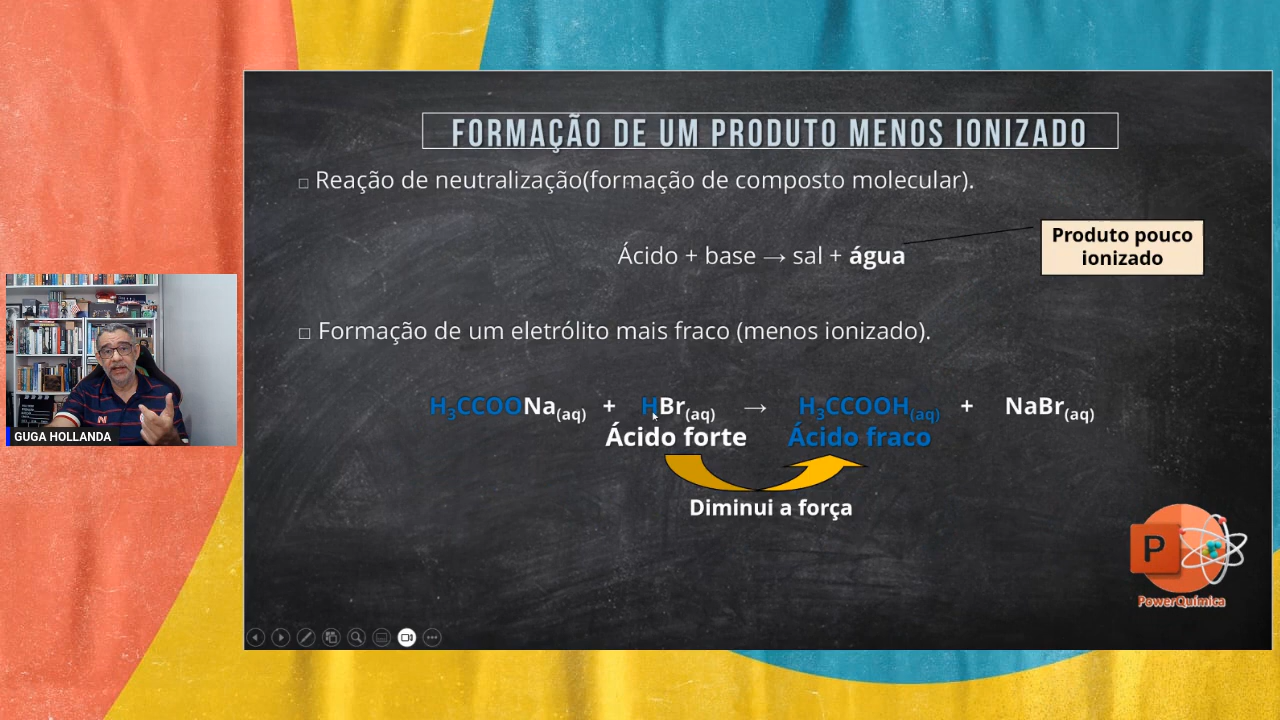 FORMAÇÃO DE UM PRODUTO MENOS IONIZADO
□ Reação de neutralização(formação de composto molecular).
Produto pouco
ionizado
Ácido + base → sal + água
□ Formação de um eletrólito mais fraco (menos ionizado).
H₃CCOONa(aq) + HBr(aq) → H₃CCOOH(aq) + NaBr(aq)
Ácido forte Ácido fraco
Diminui a força
GUGA HOLLANDA
P
PowerQuímica